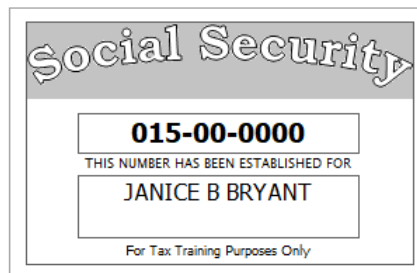 Social Security
015-00-0000
THIS NUMBER HAS BEEN ESTABLISHED FOR
JANICE B BRYANT
For Tax Training Purposes Only